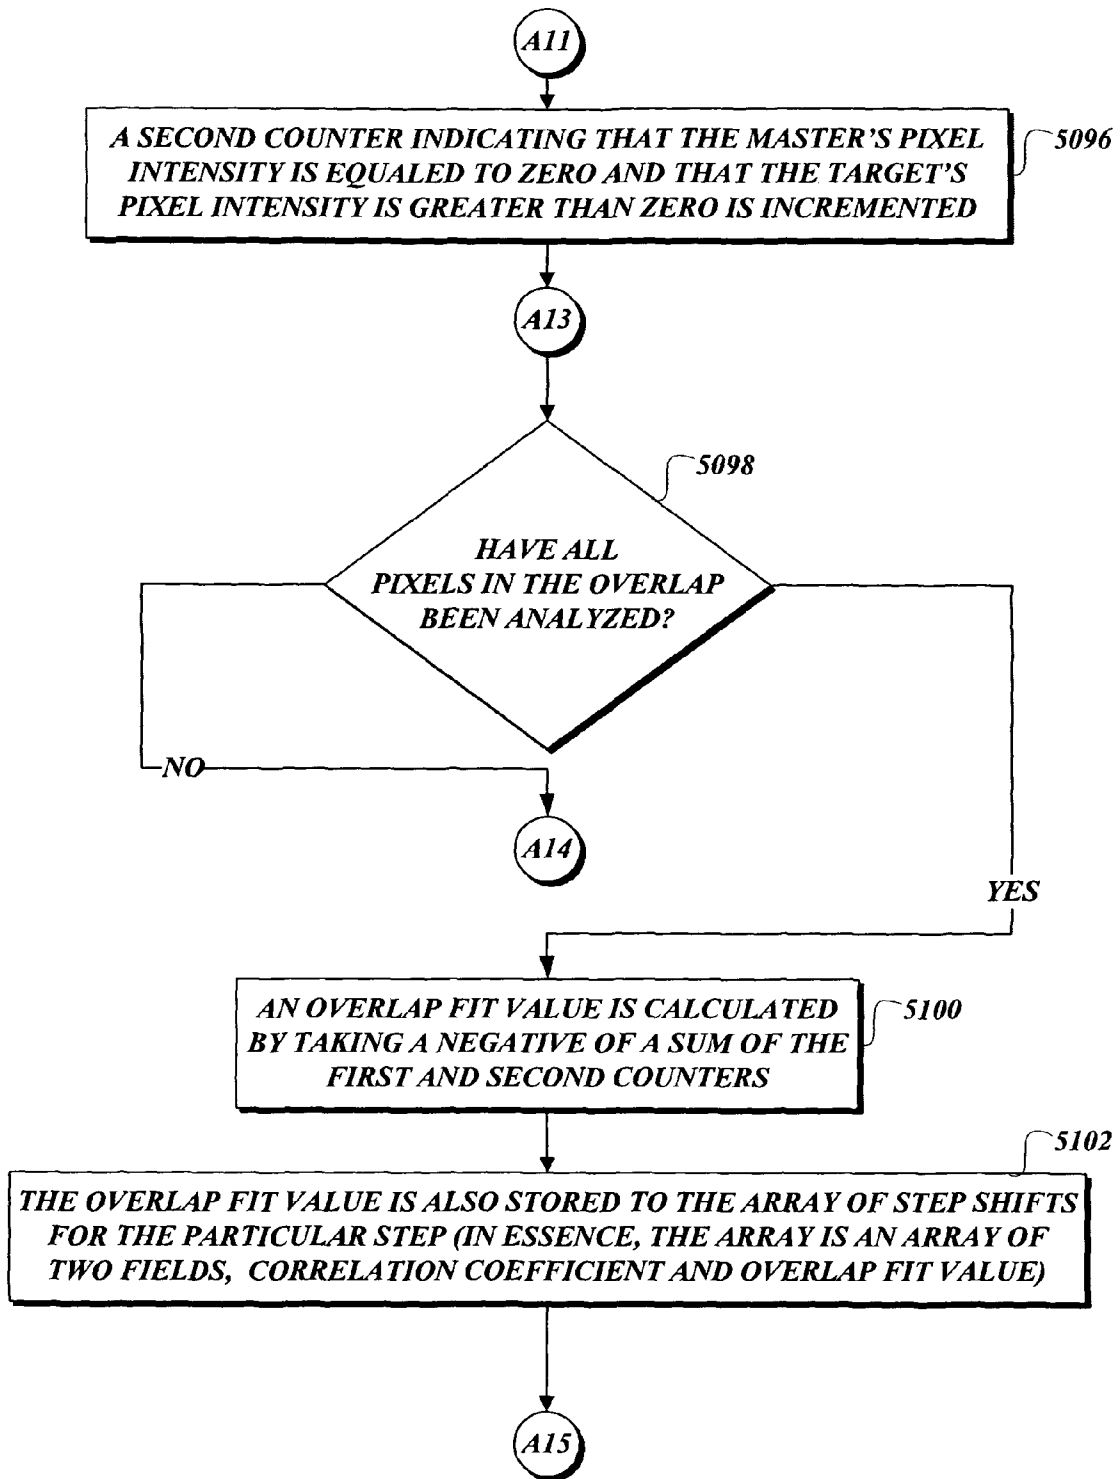 A11
A SECOND COUNTER INDICATING THAT THE MASTER'S PIXEL
INTENSITY IS EQUALED TO ZERO AND THAT THE TARGET'S
PIXEL INTENSITY IS GREATER THAN ZERO IS INCREMENTED
5096
A13
5098
HAVE ALL
PIXELS IN THE OVERLAP
BEEN ANALYZED?
NO
A14
YES
AN OVERLAP FIT VALUE IS CALCULATED
BY TAKING A NEGATIVE OF A SUM OF THE
FIRST AND SECOND COUNTERS
5100
5102
THE OVERLAP FIT VALUE IS ALSO STORED TO THE ARRAY OF STEP SHIFTS
FOR THE PARTICULAR STEP (IN ESSENCE, THE ARRAY IS AN ARRAY OF
TWO FIELDS, CORRELATION COEFFICIENT AND OVERLAP FIT VALUE)
A15